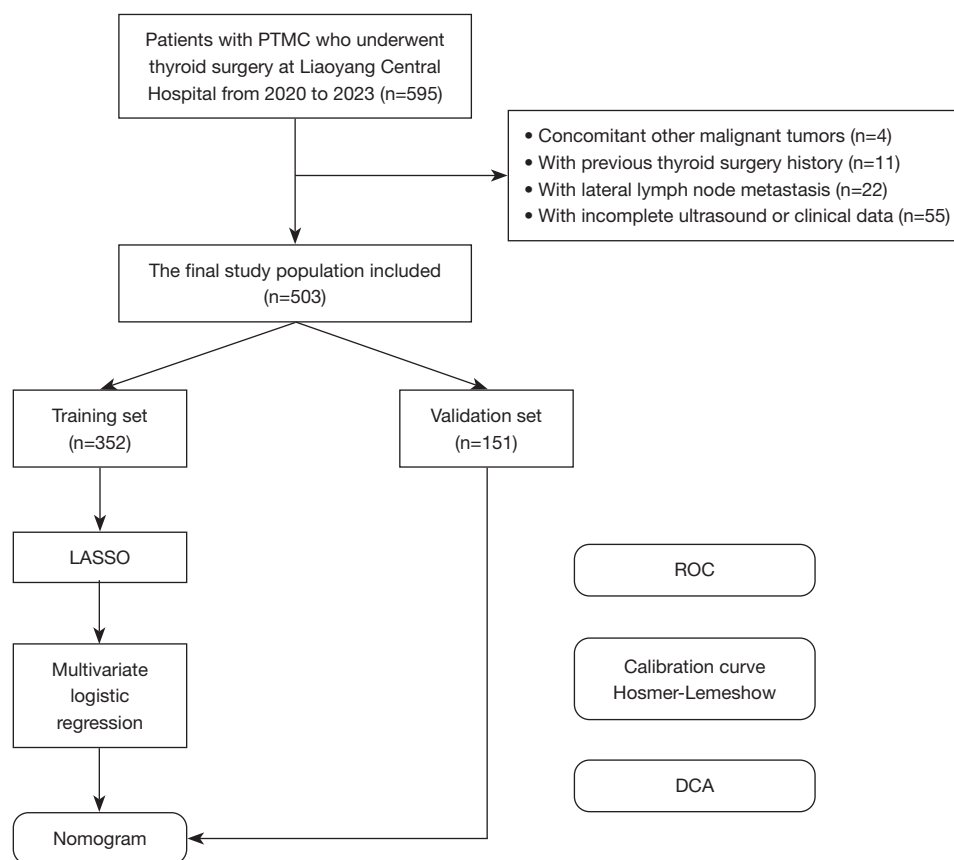 Patients with PTMC who underwent
thyroid surgery at Liaoyang Central
Hospital from 2020 to 2023 (n=595)
• Concomitant other malignant tumors (n=4)
• With previous thyroid surgery history (n=11)
• With lateral lymph node metastasis (n=22)
• With incomplete ultrasound or clinical data (n=55)
The final study population included
(n=503)
Training set
(n=352)
Validation set
(n=151)
LASSO
ROC
Multivariate
logistic
regression
Calibration curve
Hosmer-Lemeshow
DCA
Nomogram